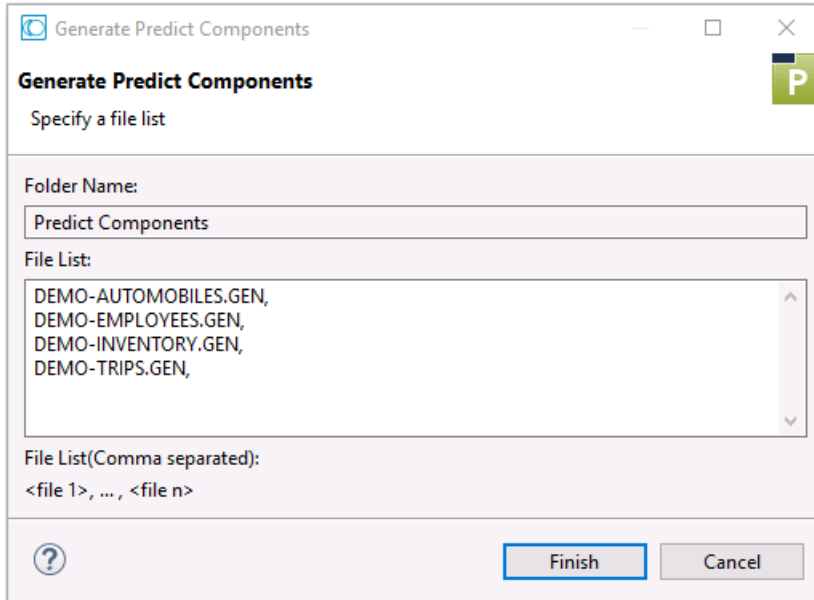 Generate Predict Components
Generate Predict Components
P
Specify a file list
Folder Name:
Predict Components
File List:
DEMO-AUTOMOBILES.GEN,
DEMO-EMPLOYEES.GEN,
DEMO-INVENTORY.GEN,
DEMO-TRIPS.GEN,
File List(Comma separated):
<file 1>, ... , <file n>
?
Finish
Cancel